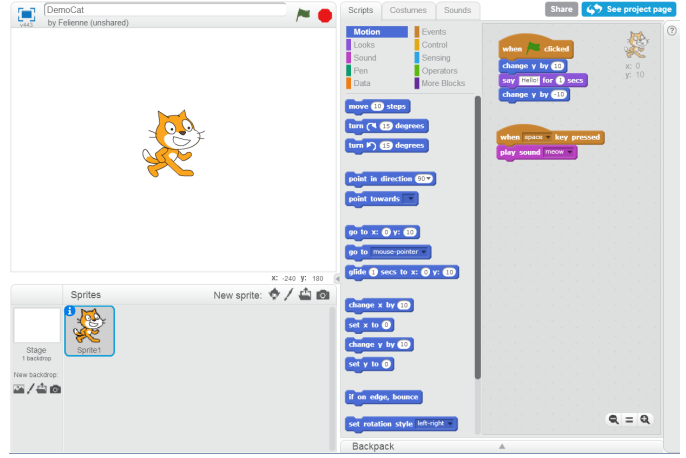 DemoCat
v443
by Felienne (unshared)
Scripts Costumes Sounds
Share See project page
Motion Events
Looks Control
Sound Sensing
Pen Operators
Data More Blocks
move 10 steps
turn 15 degrees
turn 15 degrees
point in direction 90
point towards
go to x: 0 y: 10
go to mouse-pointer
glide 1 secs to x: 0 y: 10
change x by 10
set x to 0
change y by 10
set y to 0
if on edge, bounce
set rotation style left-right
when clicked
change y by 10
say Hello! for 1 secs
change y by -10
when space key pressed
play sound meow
x: 0
y: 10
?
x: -240 y: 180
Sprites New sprite:
i
Sprite1
Stage
1 backdrop
New backdrop:
Backpack